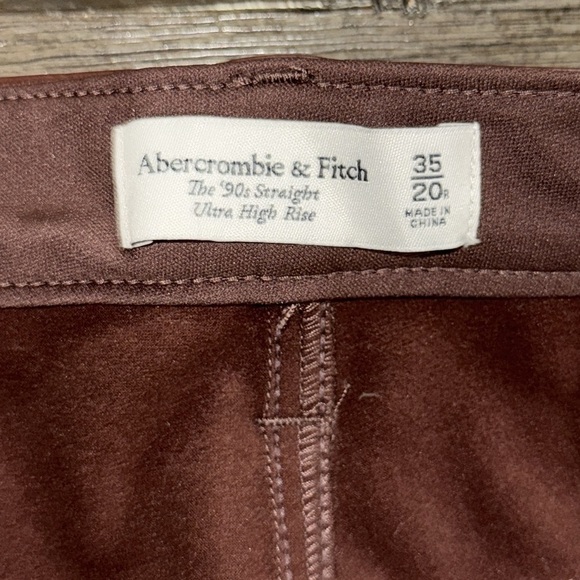 Abercrombie & Fitch
The '90s Straight
Ultra High Rise
35
20R
MADE IN
CHINA